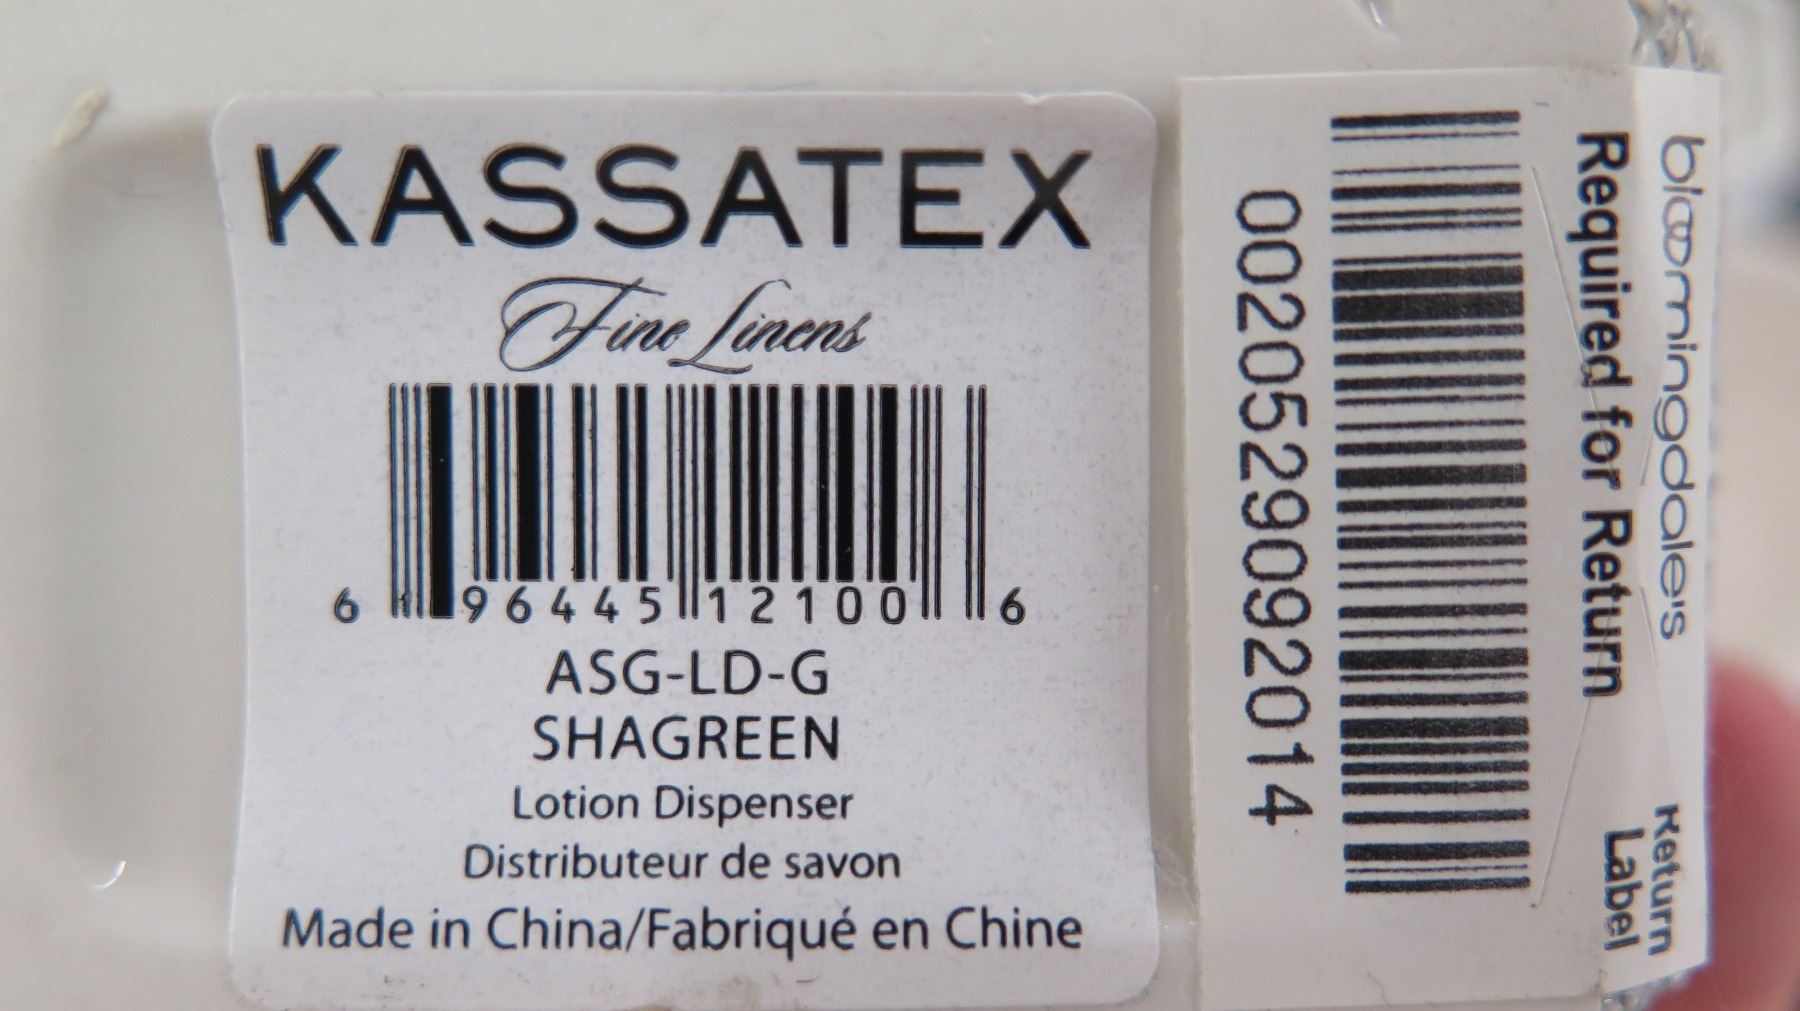 KASSATEX
Fine Linens
6 96445 12100 6
ASG-LD-G
SHAGREEN
Lotion Dispenser
Distributeur de savon
Made in China/Fabriqué en Chine
bloomingdale's
Return
Label
Required for Return
002052909092014